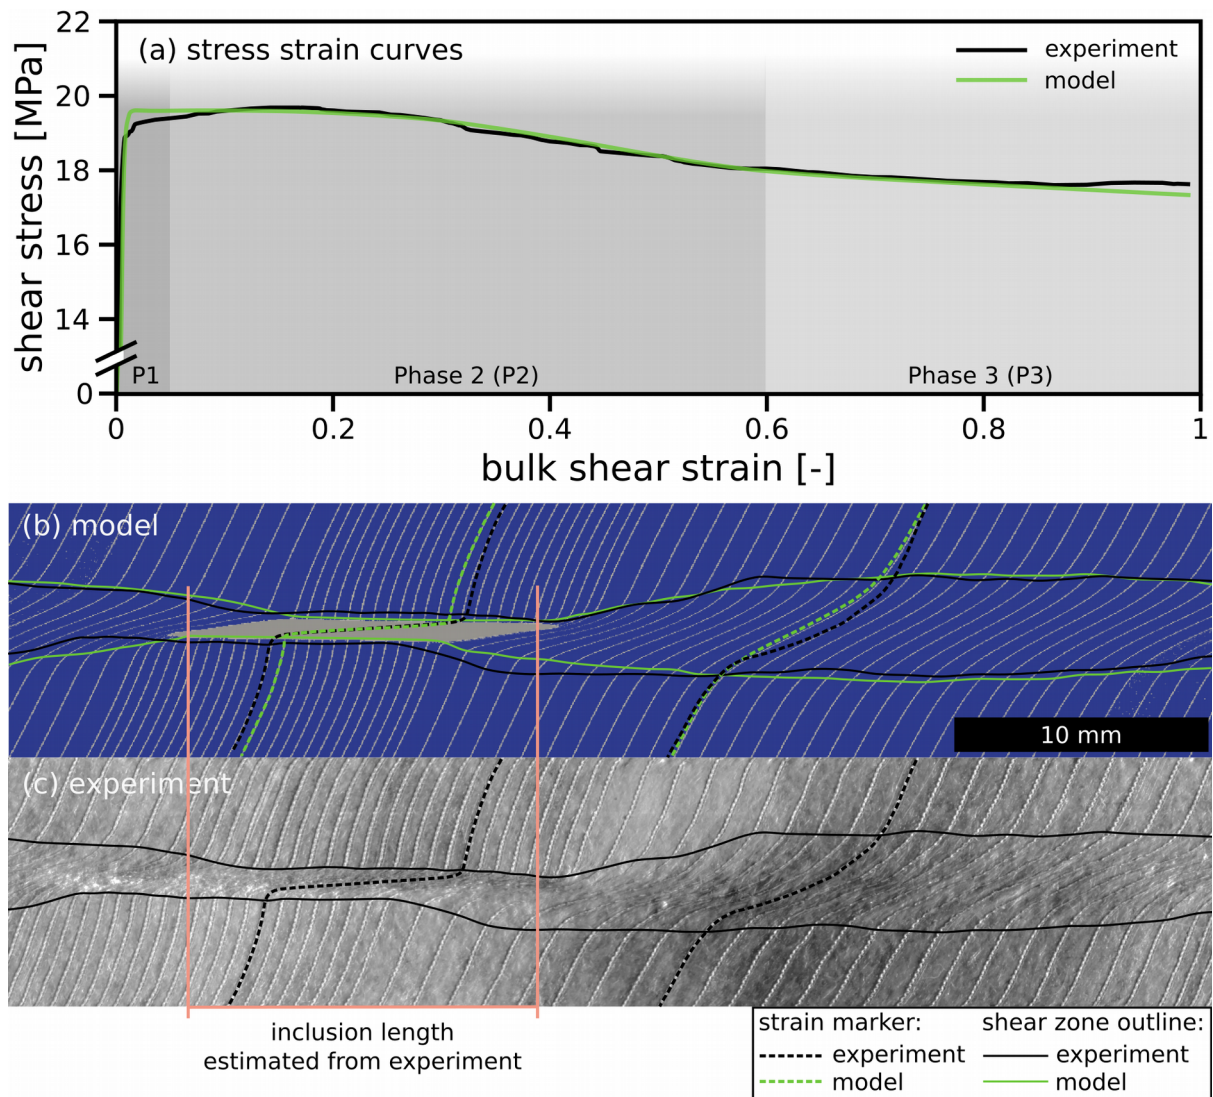 22
20
18
16
14
0
shear stress [MPa]
(a) stress strain curves
experiment
model
P1
Phase 2 (P2)
Phase 3 (P3)
0
0.2
0.4
0.6
0.8
1
bulk shear strain [-]
(b) model
10 mm
(c) experiment
inclusion length
estimated from experiment
strain marker:
experiment
model
shear zone outline:
experiment
model